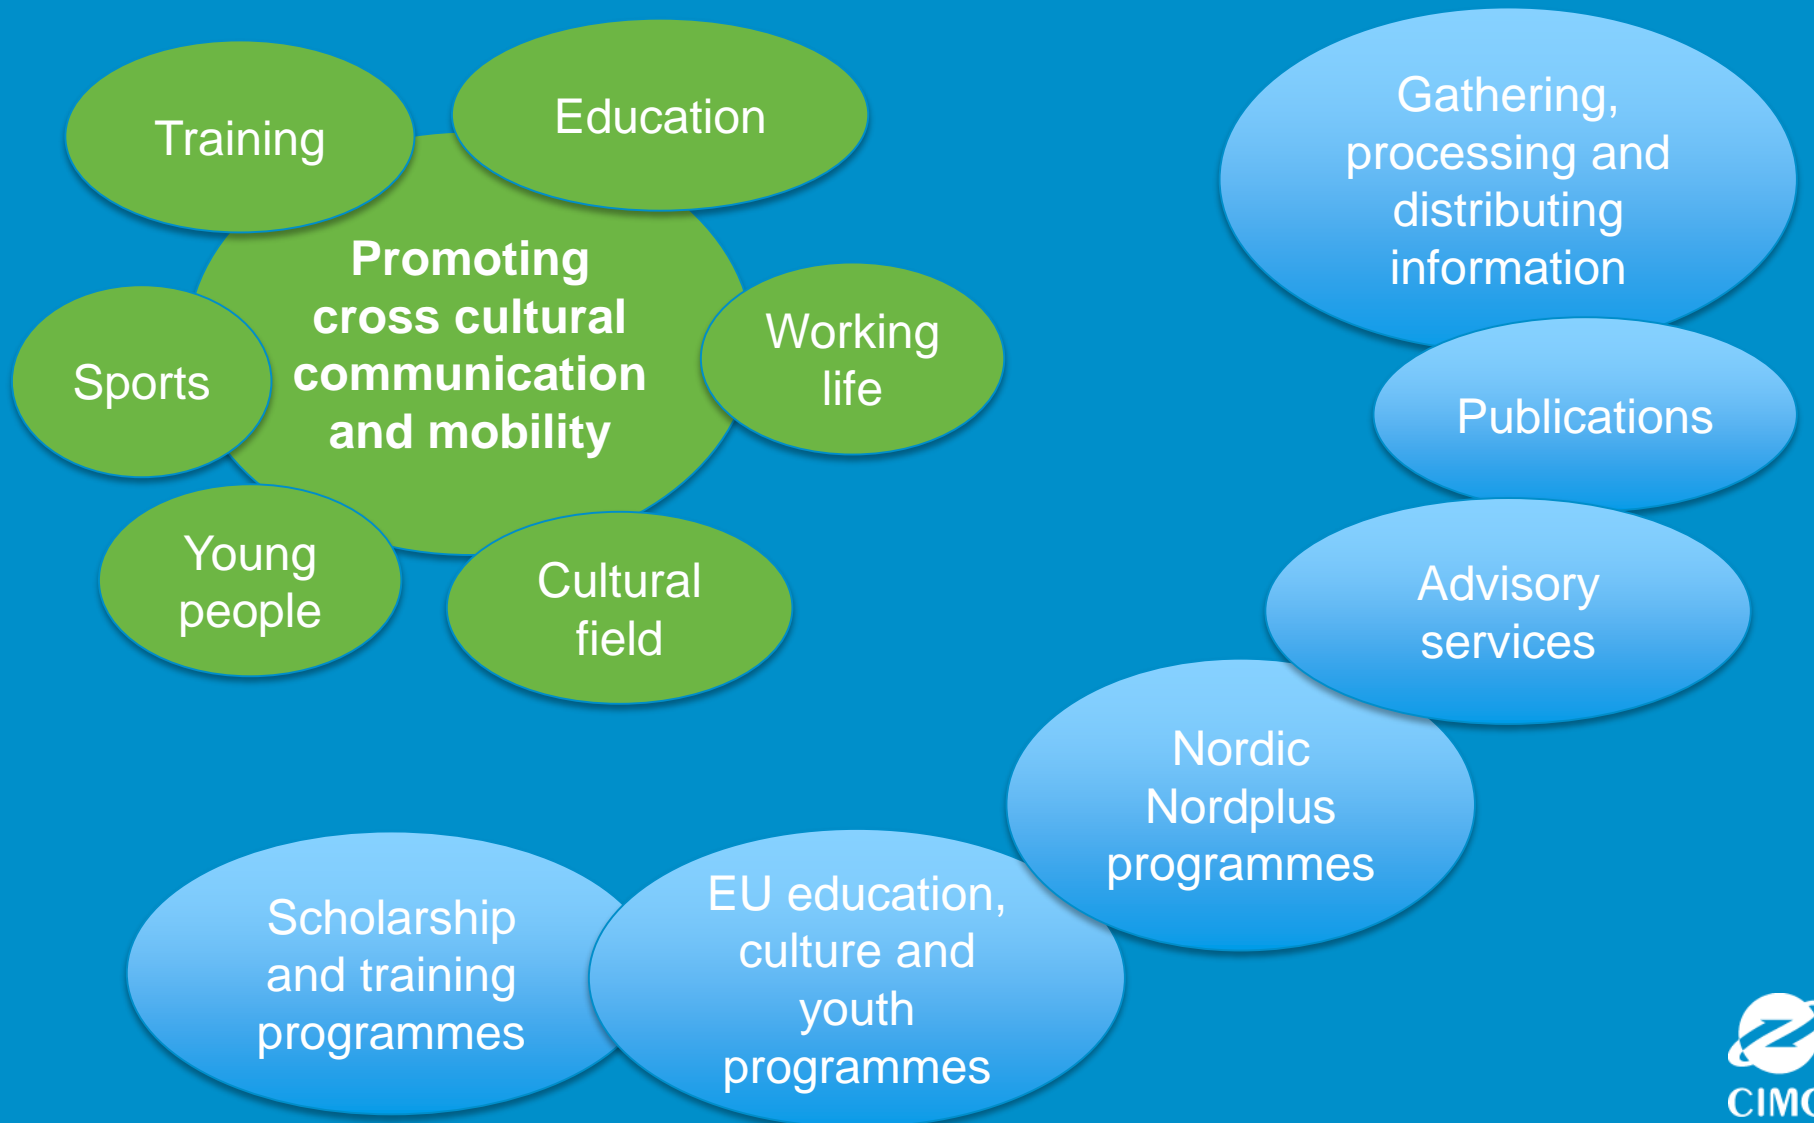 Training
Education
Promoting
cross cultural
communication
and mobility
Sports
Working
life
Young
people
Cultural
field
Gathering,
processing and
distributing
information
Publications
Advisory
services
Nordic
Nordplus
programmes
EU education,
culture and
youth
programmes
Scholarship
and training
programmes